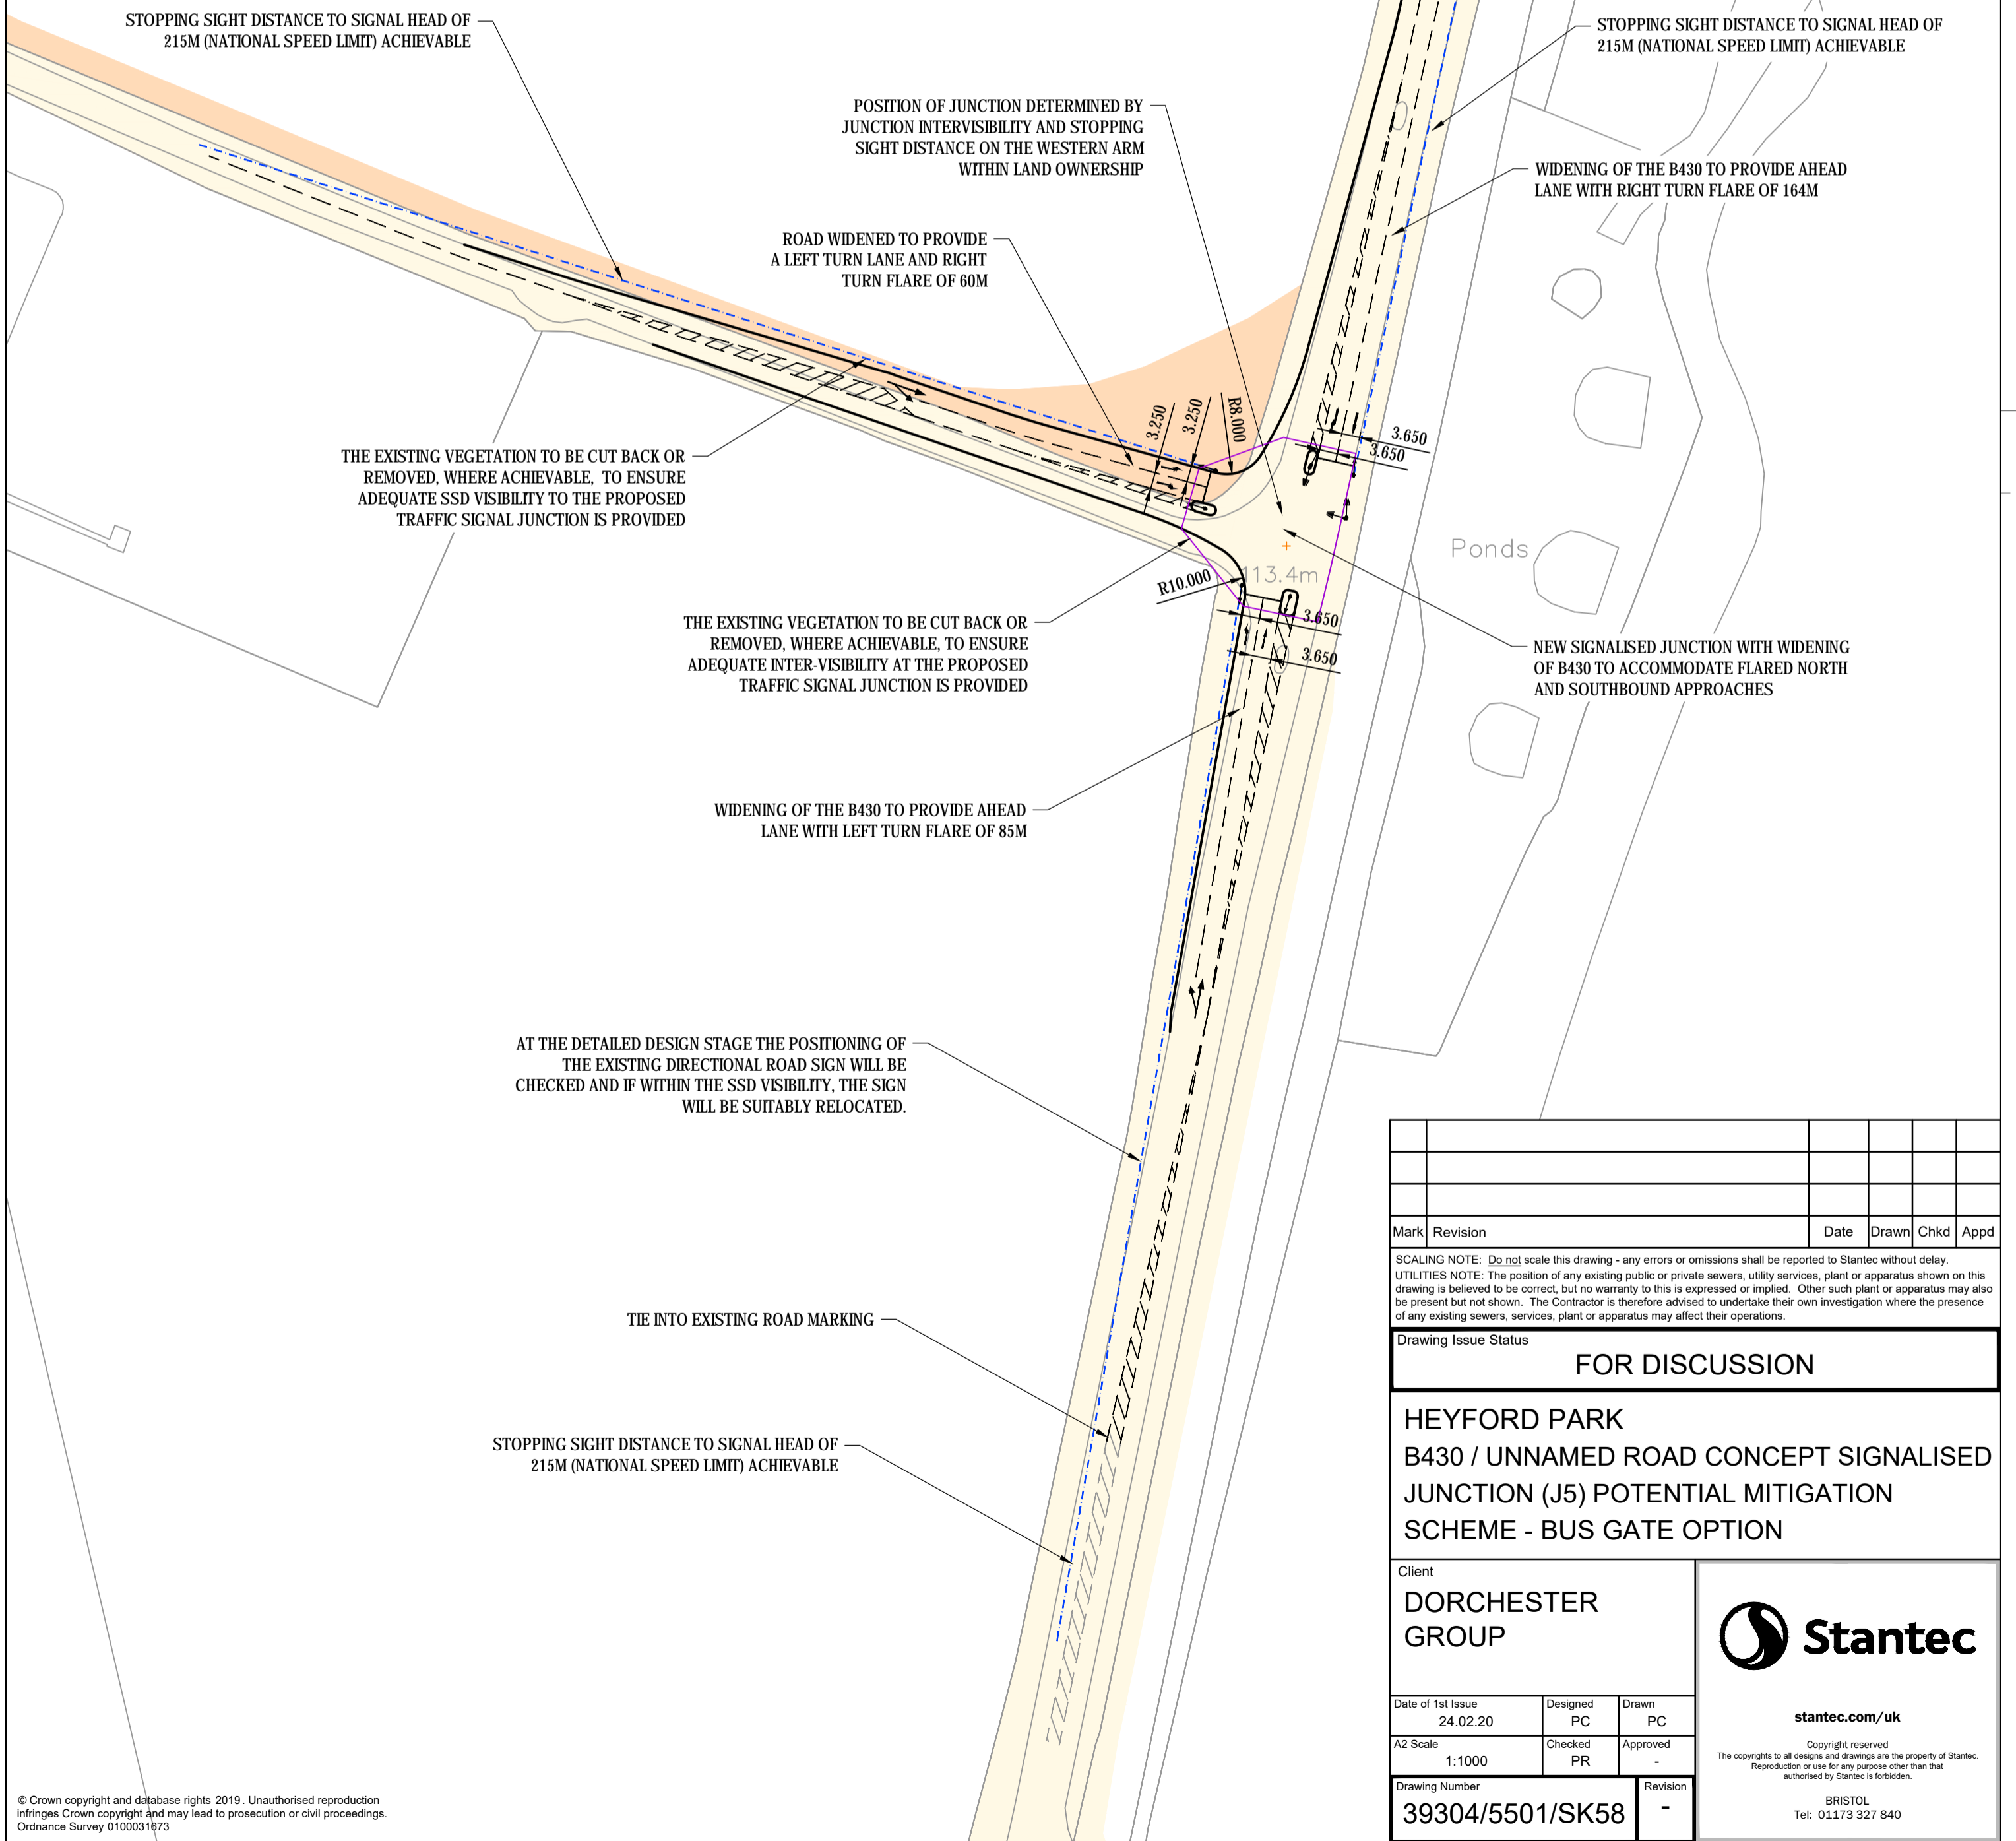 STOPPING SIGHT DISTANCE TO SIGNAL HEAD OF
215M (NATIONAL SPEED LIMIT) ACHIEVABLE
STOPPING SIGHT DISTANCE TO SIGNAL HEAD OF
215M (NATIONAL SPEED LIMIT) ACHIEVABLE
POSITION OF JUNCTION DETERMINED BY
JUNCTION INTERVISIBILITY AND STOPPING
SIGHT DISTANCE ON THE WESTERN ARM
WITHIN LAND OWNERSHIP
WIDENING OF THE B430 TO PROVIDE AHEAD
LANE WITH RIGHT TURN FLARE OF 164M
ROAD WIDENED TO PROVIDE
A LEFT TURN LANE AND RIGHT
TURN FLARE OF 60M
3.250
3.250
R8.000
3.650
3.650
THE EXISTING VEGETATION TO BE CUT BACK OR
REMOVED, WHERE ACHIEVABLE, TO ENSURE
ADEQUATE SSD VISIBILITY TO THE PROPOSED
TRAFFIC SIGNAL JUNCTION IS PROVIDED
Ponds
113.4m
R10.000
3.650
3.650
THE EXISTING VEGETATION TO BE CUT BACK OR
REMOVED, WHERE ACHIEVABLE, TO ENSURE
ADEQUATE INTER-VISIBILITY AT THE PROPOSED
TRAFFIC SIGNAL JUNCTION IS PROVIDED
NEW SIGNALISED JUNCTION WITH WIDENING
OF B430 TO ACCOMMODATE FLARED NORTH
AND SOUTHBOUND APPROACHES
WIDENING OF THE B430 TO PROVIDE AHEAD
LANE WITH LEFT TURN FLARE OF 85M
AT THE DETAILED DESIGN STAGE THE POSITIONING OF
THE EXISTING DIRECTIONAL ROAD SIGN WILL BE
CHECKED AND IF WITHIN THE SSD VISIBILITY, THE SIGN
WILL BE SUITABLY RELOCATED.
TIE INTO EXISTING ROAD MARKING
STOPPING SIGHT DISTANCE TO SIGNAL HEAD OF
215M (NATIONAL SPEED LIMIT) ACHIEVABLE
Mark Revision Date Drawn Chkd Appd
SCALING NOTE: Do not scale this drawing - any errors or omissions shall be reported to Stantec without delay.
UTILITIES NOTE: The position of any existing public or private sewers, utility services, plant or apparatus shown on this
drawing is believed to be correct, but no warranty to this is expressed or implied. Other such plant or apparatus may also
be present but not shown. The Contractor is therefore advised to undertake their own investigation where the presence
of any existing sewers, services, plant or apparatus may affect their operations.
Drawing Issue Status
FOR DISCUSSION
HEYFORD PARK
B430 / UNNAMED ROAD CONCEPT SIGNALISED
JUNCTION (J5) POTENTIAL MITIGATION
SCHEME - BUS GATE OPTION
Client
DORCHESTER
GROUP
Date of 1st Issue Designed Drawn
24.02.20 PC PC
A2 Scale Checked Approved
1:1000 PR -
Drawing Number Revision
39304/5501/SK58 -
Stantec
stantec.com/uk
Copyright reserved
The copyrights to all designs and drawings are the property of Stantec.
Reproduction or use for any purpose other than that
authorised by Stantec is forbidden.
BRISTOL
Tel: 01173 327 840
© Crown copyright and database rights 2019. Unauthorised reproduction
infringes Crown copyright and may lead to prosecution or civil proceedings.
Ordnance Survey 0100031673